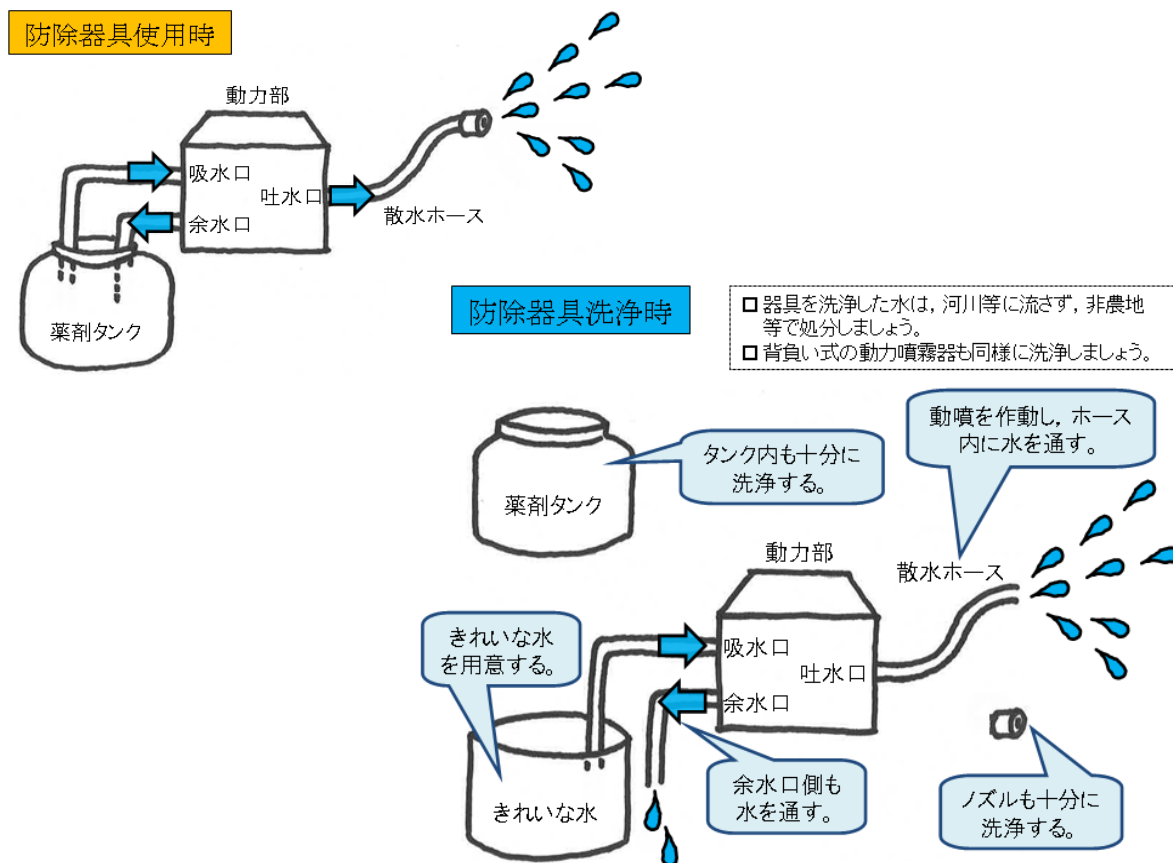 防除器具使用時
動力部
吸水口
吐水口
余水口
散水ホース
薬剤タンク
防除器具洗浄時
□ 器具を洗浄した水は，河川等に流さず，非農地
等で処分しましょう。
□ 背負い式の動力噴霧器も同様に洗浄しましょう。
動噴を作動し，ホース
内に水を通す。
タンク内も十分に
洗浄する。
薬剤タンク
動力部
散水ホース
きれいな水
を用意する。
吸水口
吐水口
余水口
余水口側も
水を通す。
ノズルも十分に
洗浄する。
きれいな水